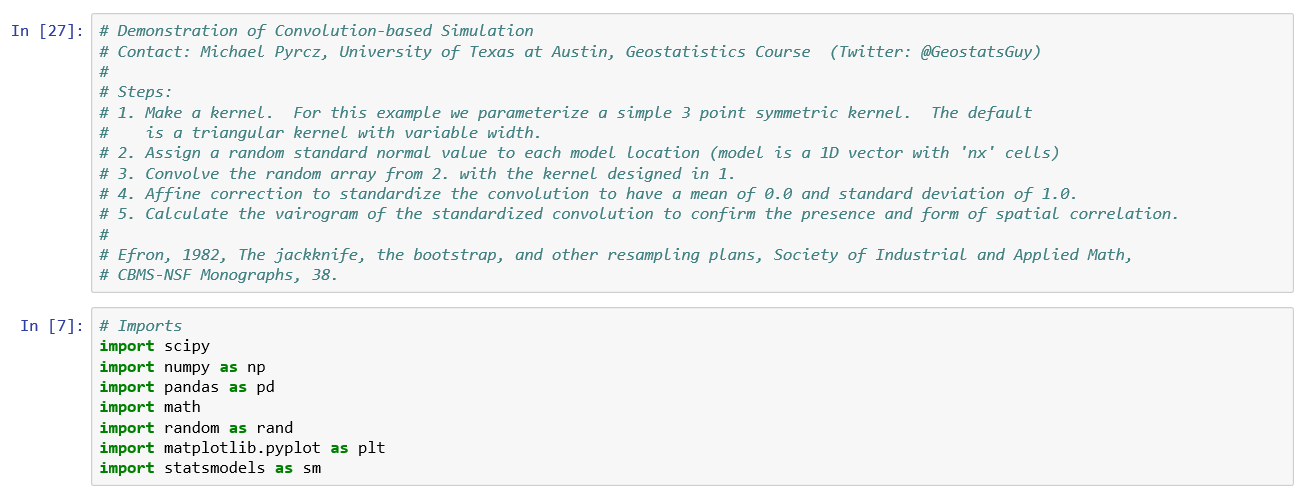 In [27]: # Demonstration of Convolution-based Simulation
# Contact: Michael Pyrcz, University of Texas at Austin, Geostatistics Course  (Twitter: @GeostatsGuy)
#
# Steps:
# 1. Make a kernel.  For this example we parameterize a simple 3 point symmetric kernel.  The default
#    is a triangular kernel with variable width.
# 2. Assign a random standard normal value to each model location (model is a 1D vector with 'nx' cells)
# 3. Convolve the random array from 2. with the kernel designed in 1.
# 4. Affine correction to standardize the convolution to have a mean of 0.0 and standard deviation of 1.0.
# 5. Calculate the vairogram of the standardized convolution to confirm the presence and form of spatial correlation.
#
# Efron, 1982, The jackknife, the bootstrap, and other resampling plans, Society of Industrial and Applied Math,
# CBMS-NSF Monographs, 38.
In [7]: # Imports
import scipy
import numpy as np
import pandas as pd
import math
import random as rand
import matplotlib.pyplot as plt
import statsmodels as sm